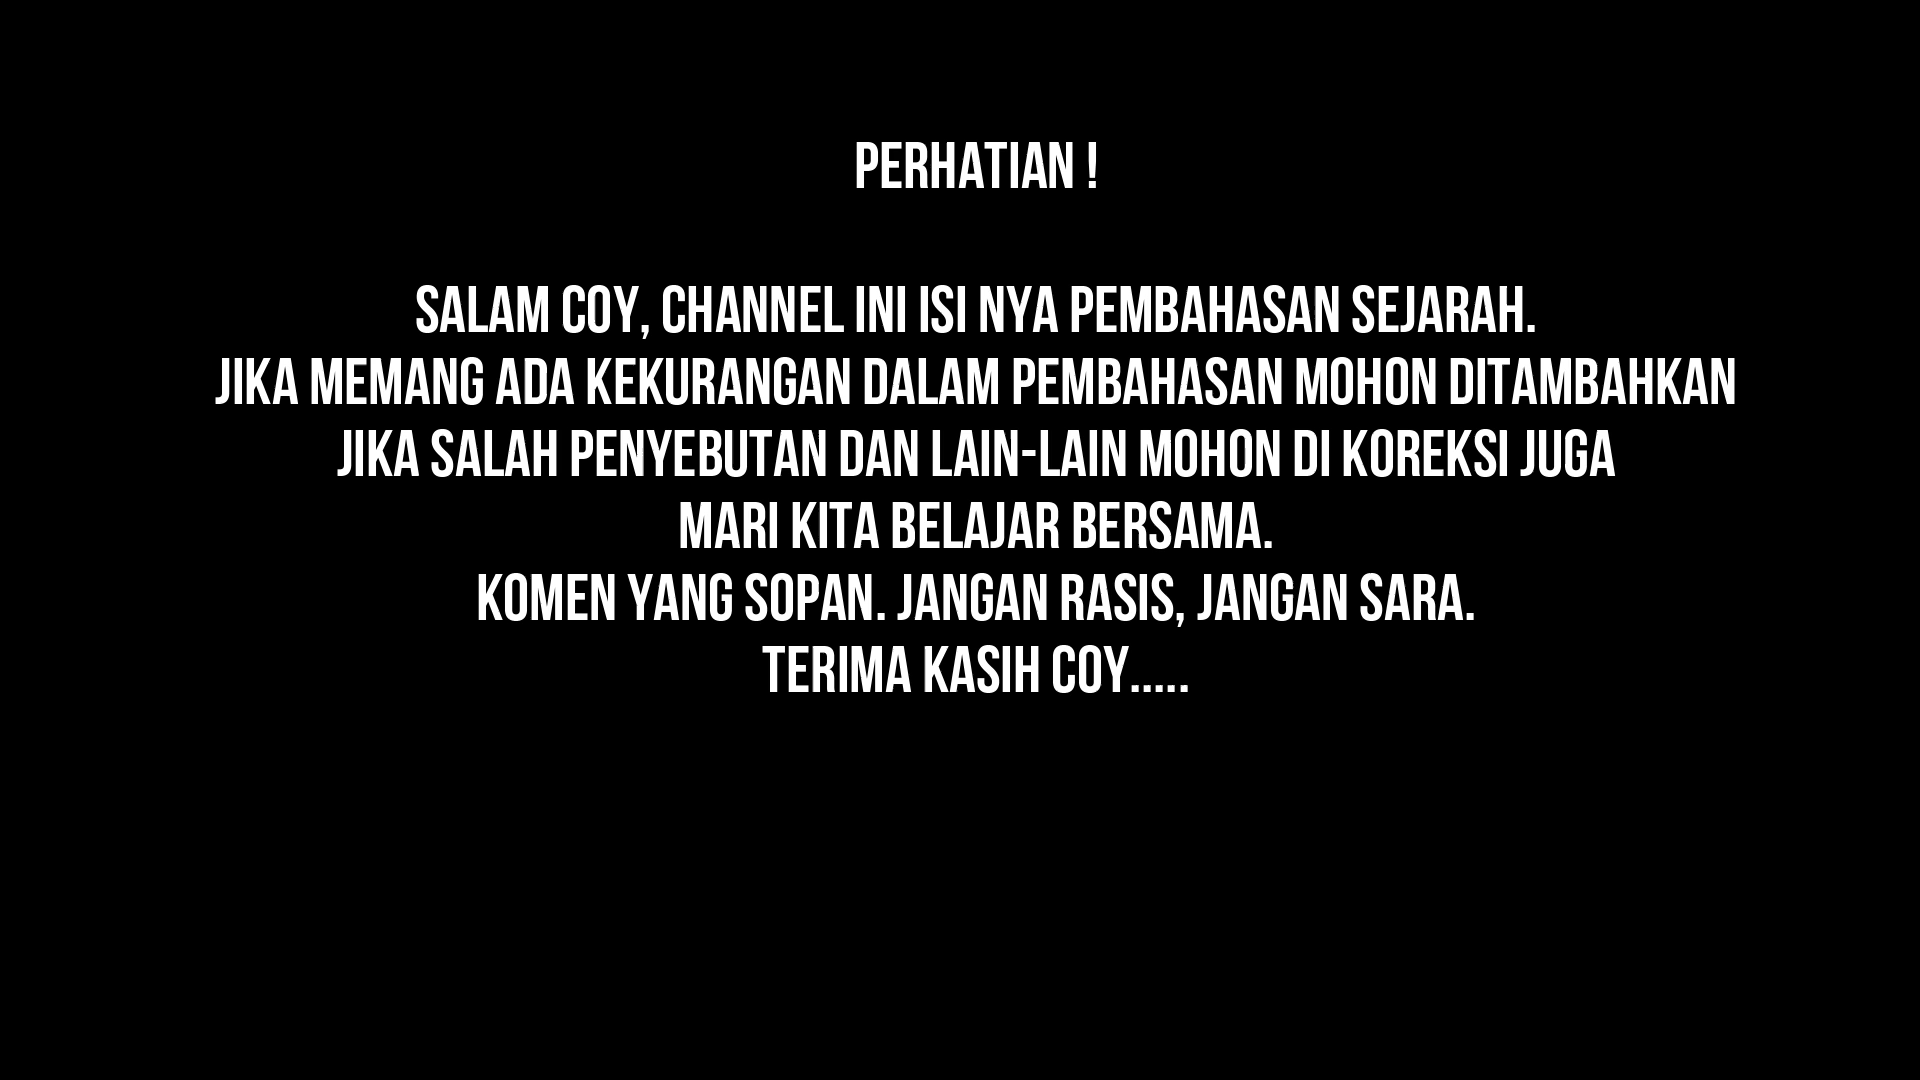 PERHATIAN !
SALAM COY, CHANNEL INI ISI NYA PEMBAHASAN SEJARAH.
JIKA MEMANG ADA KEKURANGAN DALAM PEMBAHASAN MOHON DITAMBAHKAN
JIKA SALAH PENYEBUTAN DAN LAIN-LAIN MOHON DI KOREKSI JUGA
MARI KITA BELAJAR BERSAMA.
KOMEN YANG SOPAN. JANGAN RASIS, JANGAN SARA.
TERIMA KASIH COY.....